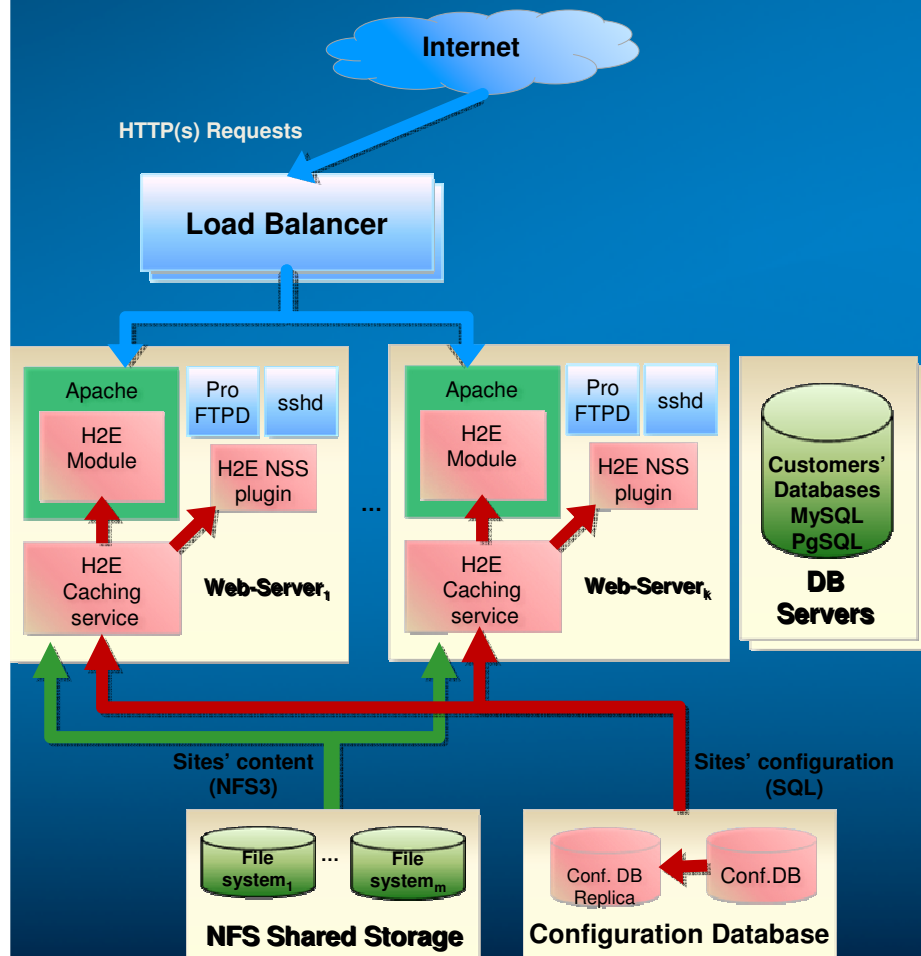 Internet
HTTP(s) Requests
Load Balancer
Apache
H2E
Module
Pro
FTPD
sshd
H2E NSS
plugin
H2E
Caching
service
Web-Server1
...
Apache
H2E
Module
Pro
FTPD
sshd
H2E NSS
plugin
H2E
Caching
service
Web-Serverk
Customers'
Databases
MySQL
PgSQL
DB
Servers
Sites' content
(NFS3)
Sites' configuration
(SQL)
File
system1
...
File
systemm
NFS Shared Storage
Conf. DB
Replica
Conf.DB
Configuration Database